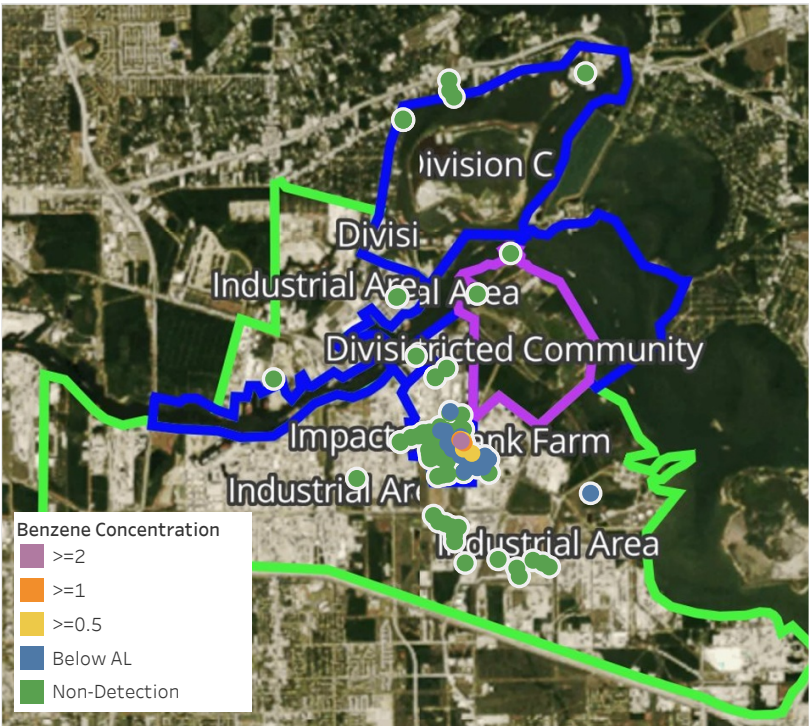 Division C
Divisi
Industrial Area
al Area
Divisi
tricted Community
Impact
ank Farm
Industrial Are
Industrial Area
Benzene Concentration
>=2
>=1
>=0.5
Below AL
Non-Detection